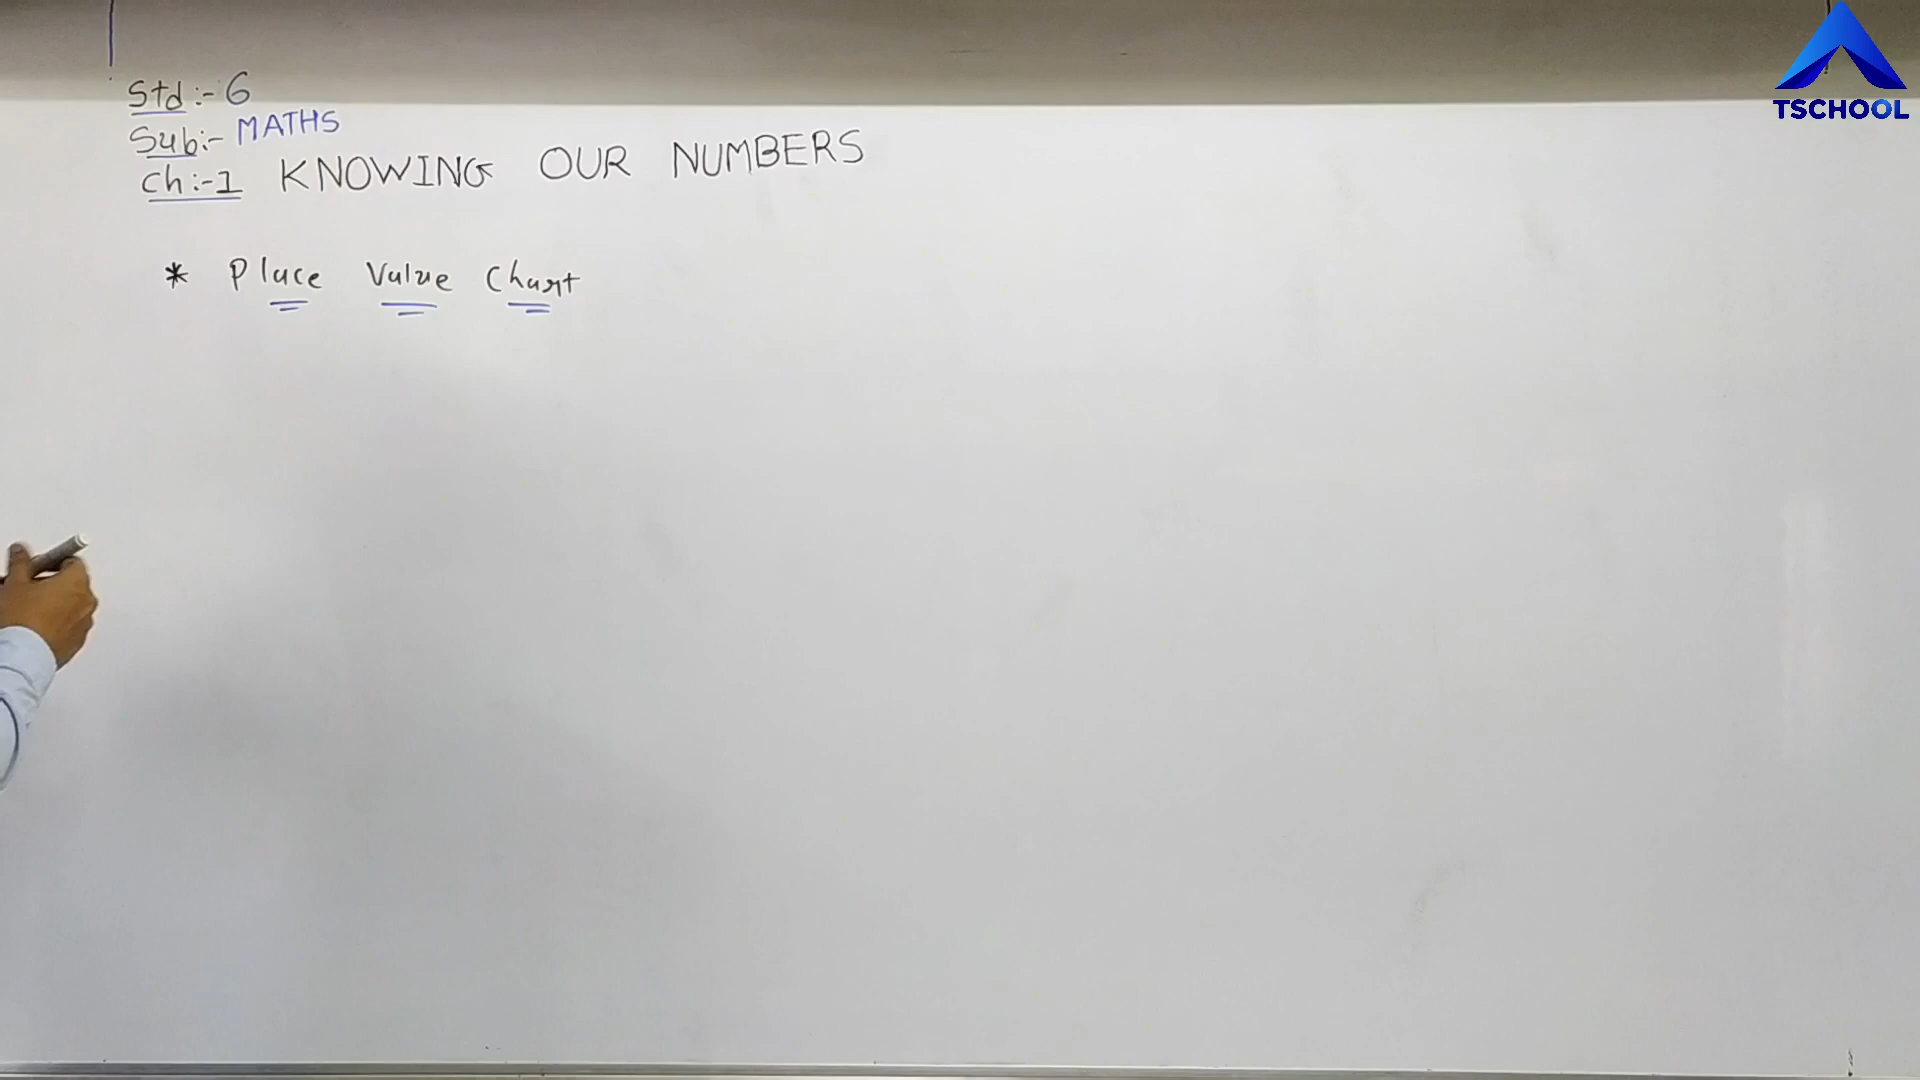 Std:- 6
Sub:- MATHS
Ch:-1 KNOWING OUR NUMBERS
* Place Value Chart
TSCHOOL